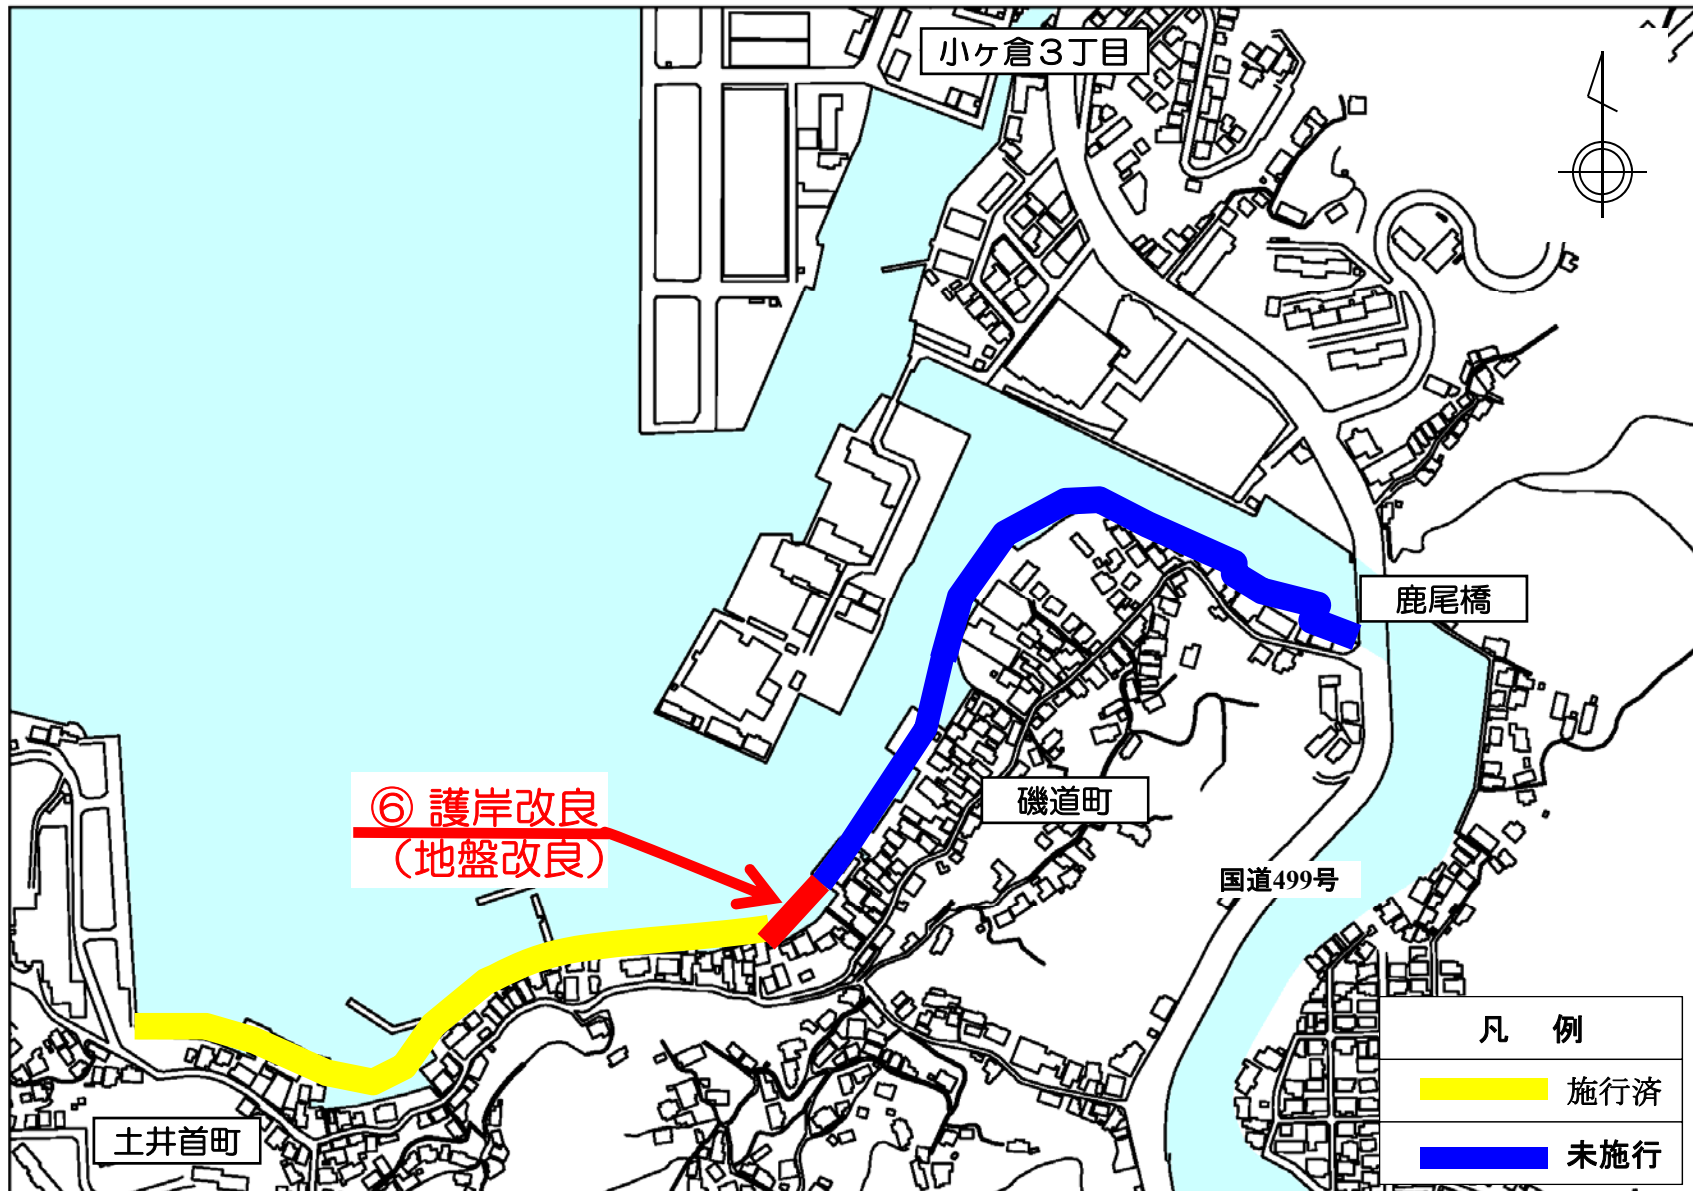 小ヶ倉3丁目
鹿尾橋
磯道町
⑥ 護岸改良
（地盤改良）
国道499号
土井首町
凡 例
施行済
未施行